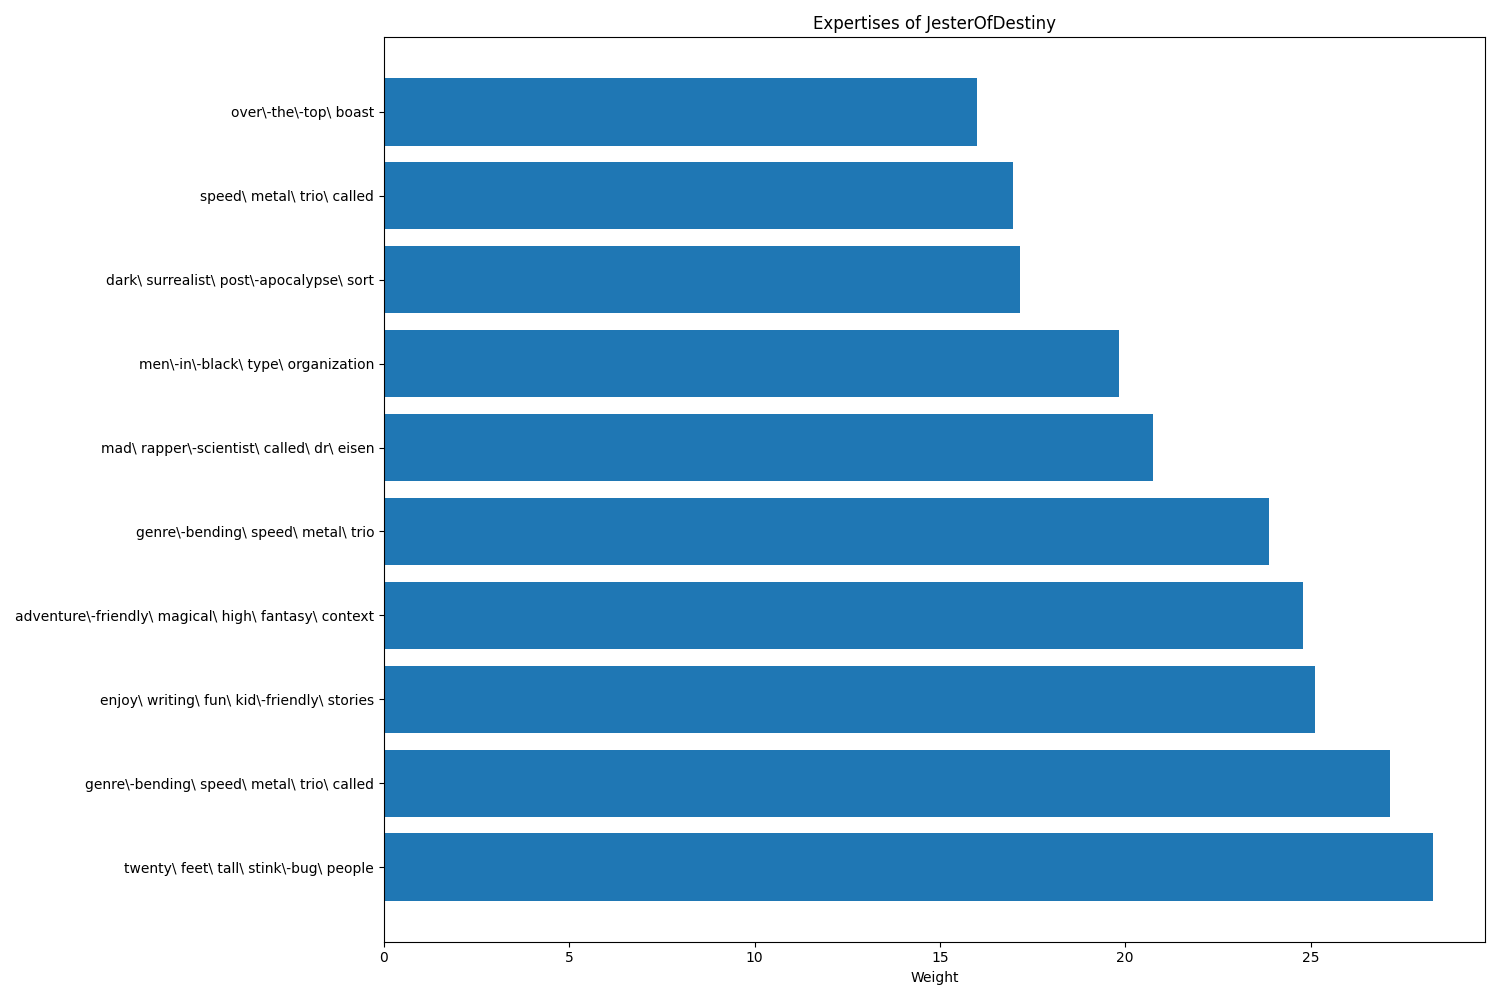 Expertises of JesterOfDestiny
over\-the\-top\ boast
speed\ metal\ trio\ called
dark\ surrealist\ post\-apocalypse\ sort
men\-in\-black\ type\ organization
mad\ rapper\-scientist\ called\ dr\ eisen
genre\-bending\ speed\ metal\ trio
adventure\-friendly\ magical\ high\ fantasy\ context
enjoy\ writing\ fun\ kid\-friendly\ stories
genre\-bending\ speed\ metal\ trio\ called
twenty\ feet\ tall\ stink\-bug\ people
0 5 10 15 20 25
Weight